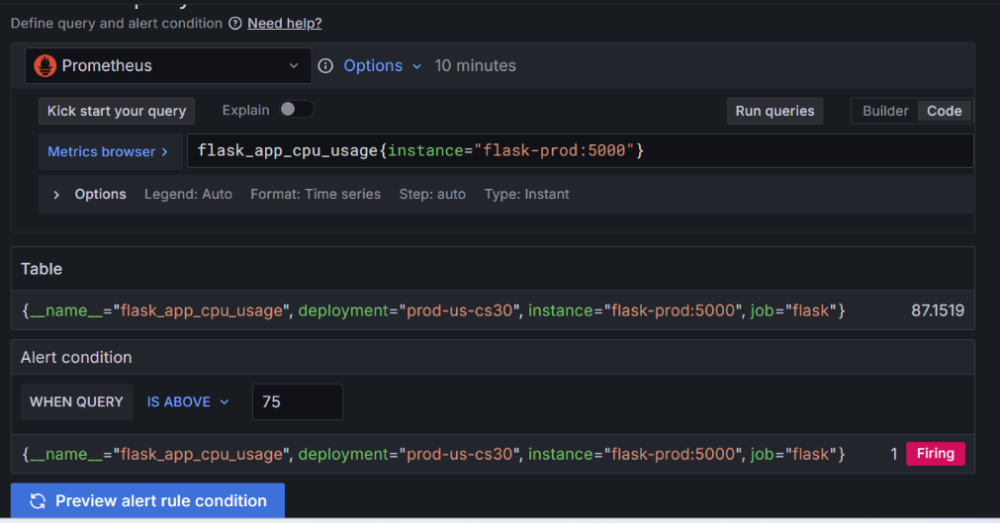 Define query and alert condition Need help?
Prometheus Options 10 minutes
Kick start your query Explain Run queries Builder Code
Metrics browser > flask_app_cpu_usage{instance="flask-prod:5000"}
> Options Legend: Auto Format: Time series Step: auto Type: Instant
Table
{__name__="flask_app_cpu_usage", deployment="prod-us-cs30", instance="flask-prod:5000", job="flask"} 87.1519
Alert condition
WHEN QUERY IS ABOVE 75
{__name__="flask_app_cpu_usage", deployment="prod-us-cs30", instance="flask-prod:5000", job="flask"} 1 Firing
Preview alert rule condition